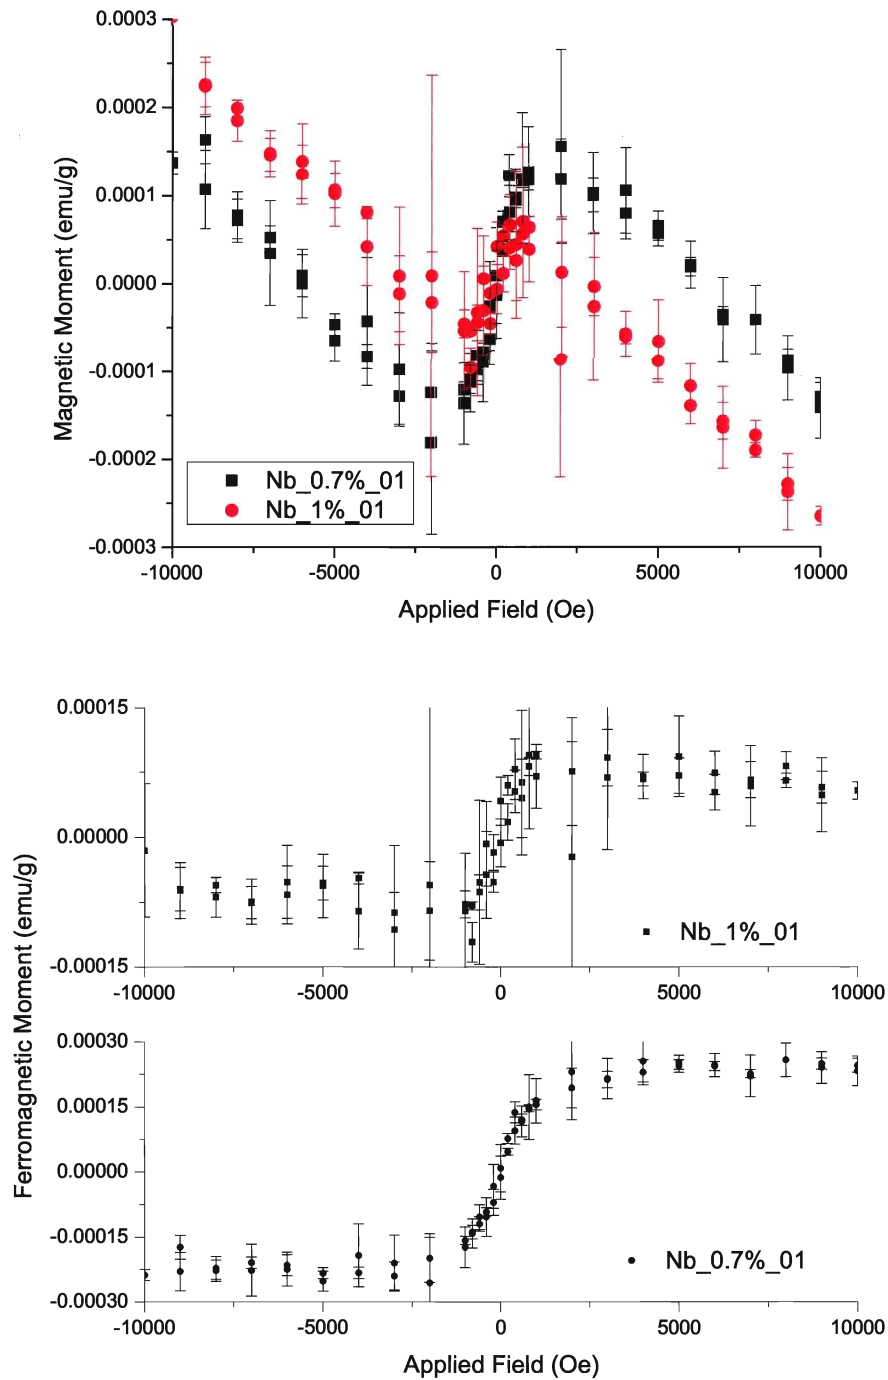 0.0003
0.0002
0.0001
0.0000
-0.0001
-0.0002
-0.0003
Magnetic Moment (emu/g)
Nb_0.7%_01
Nb_1%_01
-10000 -5000 0 5000 10000
Applied Field (Oe)
Ferromagnetic Moment (emu/g)
0.00015
0.00000
-0.00015
Nb_1%_01
-10000 -5000 0 5000 10000
0.00030
0.00015
0.00000
-0.00015
-0.00030
Nb_0.7%_01
-10000 -5000 0 5000 10000
Applied Field (Oe)